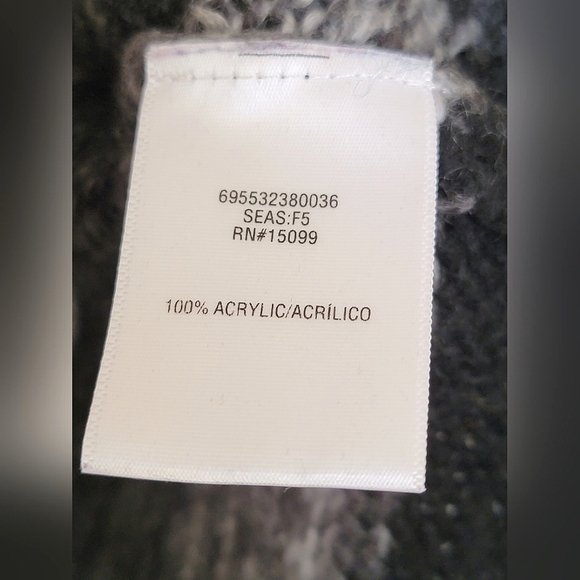 695532380036
SEAS:F5
RN#15099
100% ACRYLIC/ACRÍLICO